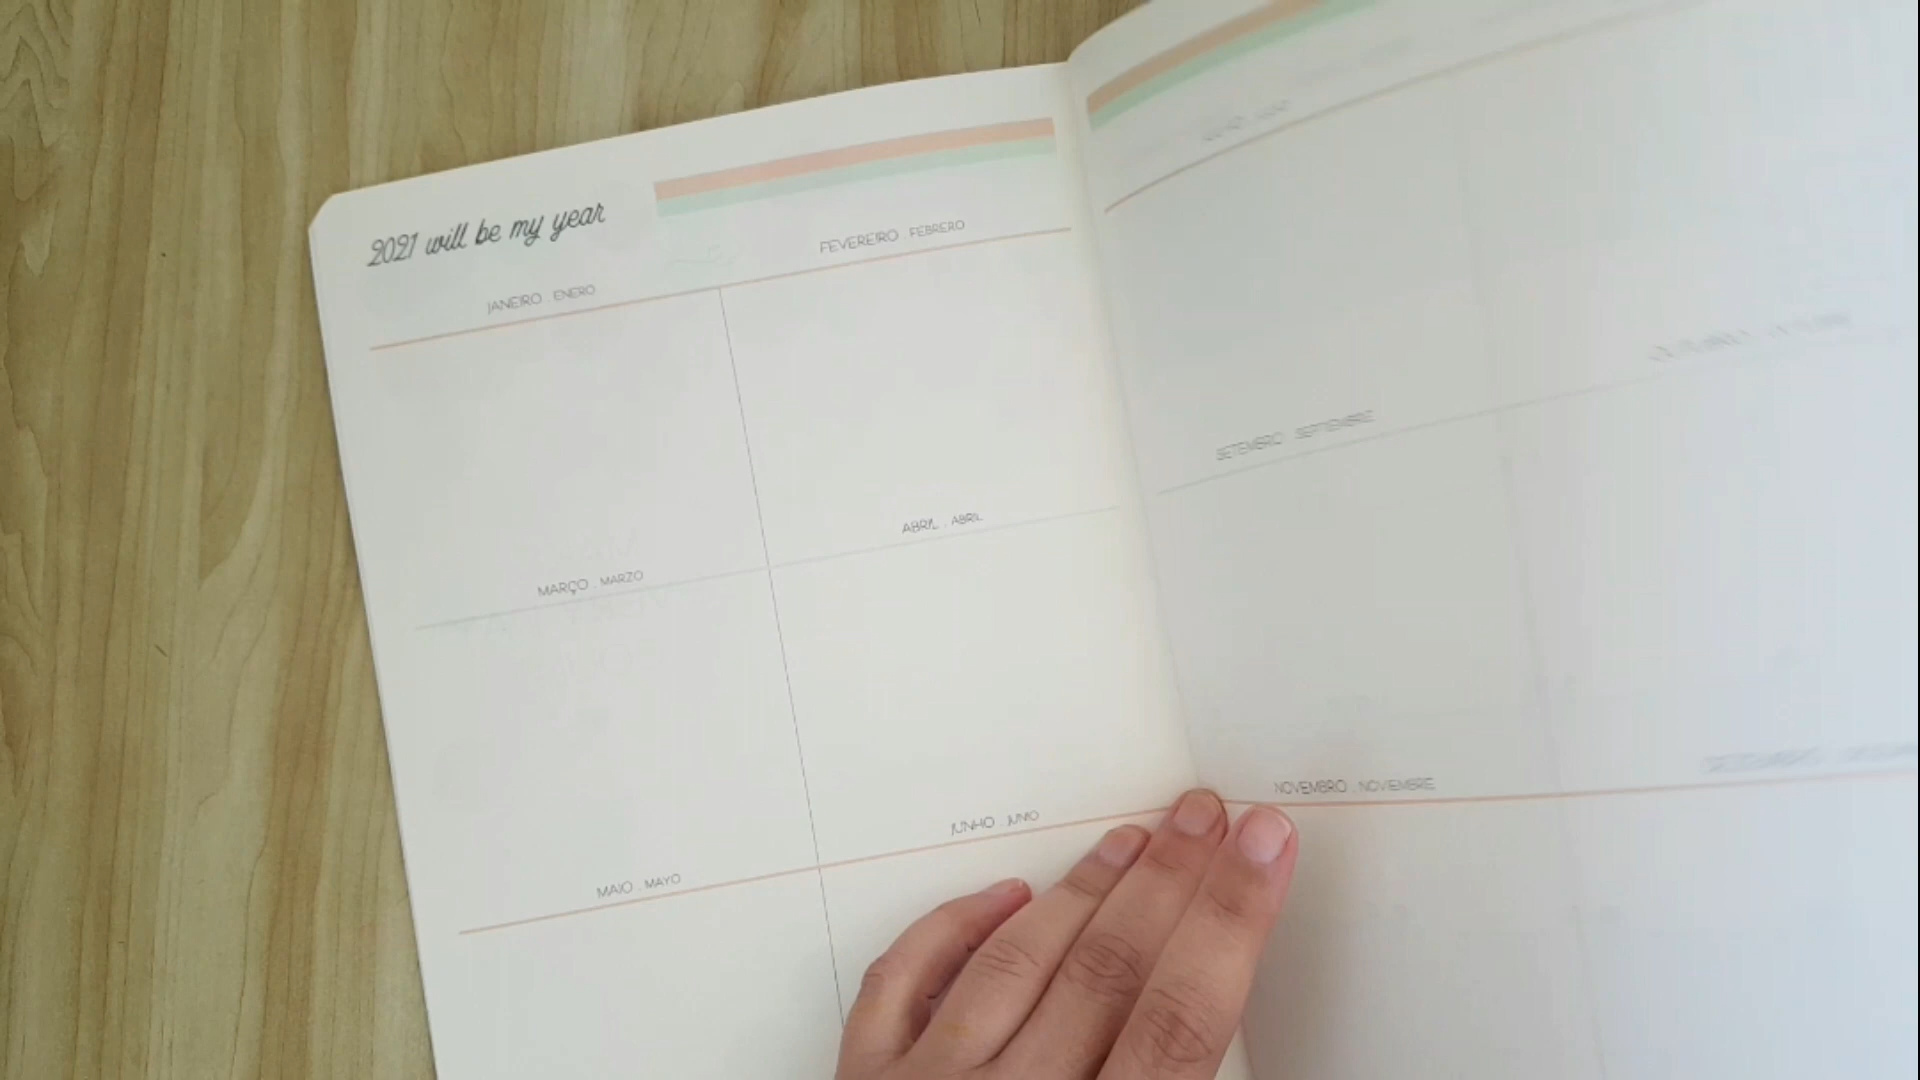 2021 will be my year
JANEIRO . ENERO
FEVEREIRO . FEBRERO
MARÇO . MARZO
ABRIL . ABRIL
MAIO . MAYO
JUNHO . JUNIO
SETEMBRO . SEPTIEMBRE
NOVEMBRO . NOVIEMBRE